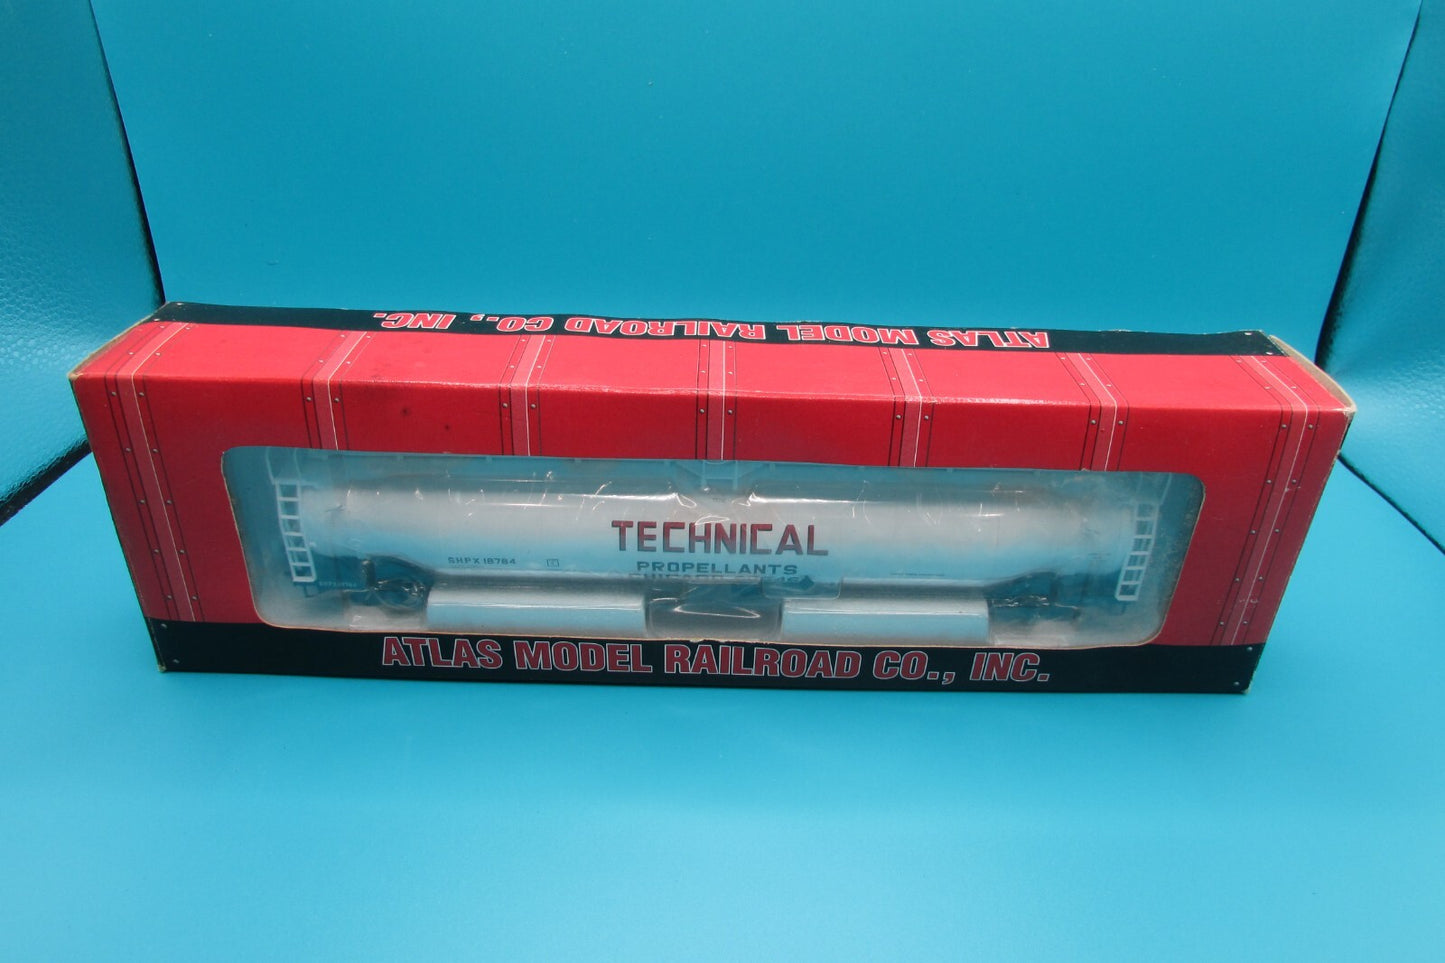 ATLAS MODEL RAILROAD CO., INC.
TECHNICAL
SHPX 18764
PROPELLANTS
ATLAS MODEL RAILROAD CO., INC.